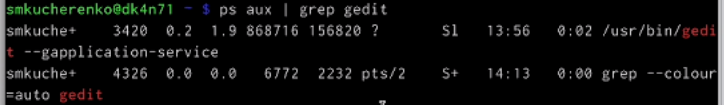 smkucherenko@dk4n71 ~ $ ps aux | grep gedit
smkuche+    3420  0.2  1.9 868716 156820 ?       Sl   13:56   0:02 /usr/bin/gedi
t --gapplication-service
smkuche+    4326  0.0  0.0   6772  2232 pts/2    S+   14:13   0:00 grep --colour
=auto gedit